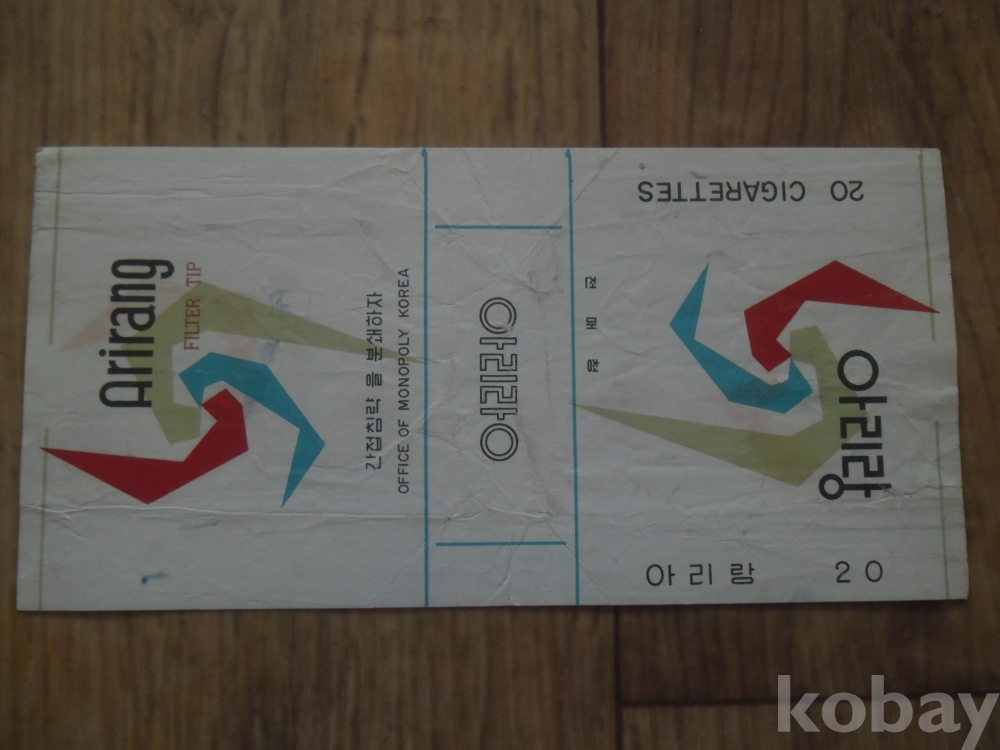 Arirang
FILTER TIP
간접침략 을 분쇄하자
OFFICE OF MONOPOLY KOREA
아리랑
전매청
20 CIGARETTES
아리랑
아리랑 20
kobay